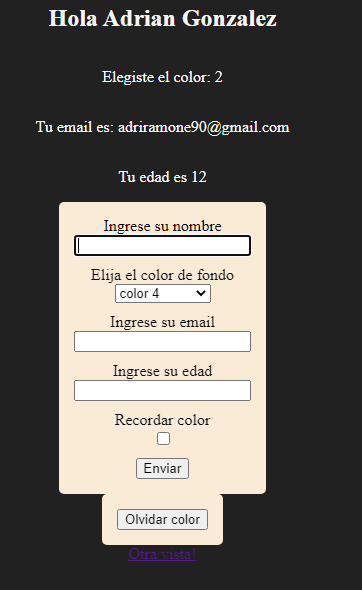 Hola Adrian Gonzalez
Elegiste el color: 2
Tu email es: adriramone90@gmail.com
Tu edad es 12
Ingrese su nombre
Elija el color de fondo
color 4
Ingrese su email
Ingrese su edad
Recordar color
Enviar
Olvidar color
Otra vista!